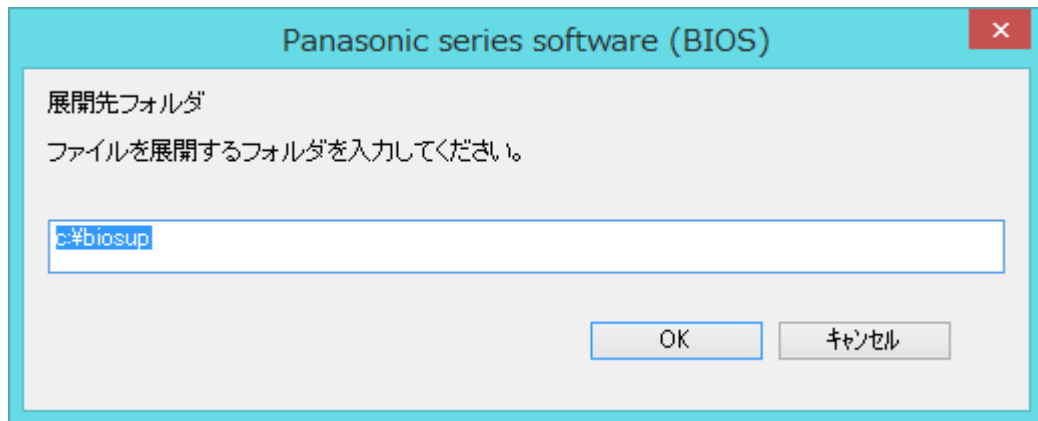 Panasonic series software (BIOS)
展開先フォルダ
ファイルを展開するフォルダを入力してください。
c:¥biosup
OK
キャンセル